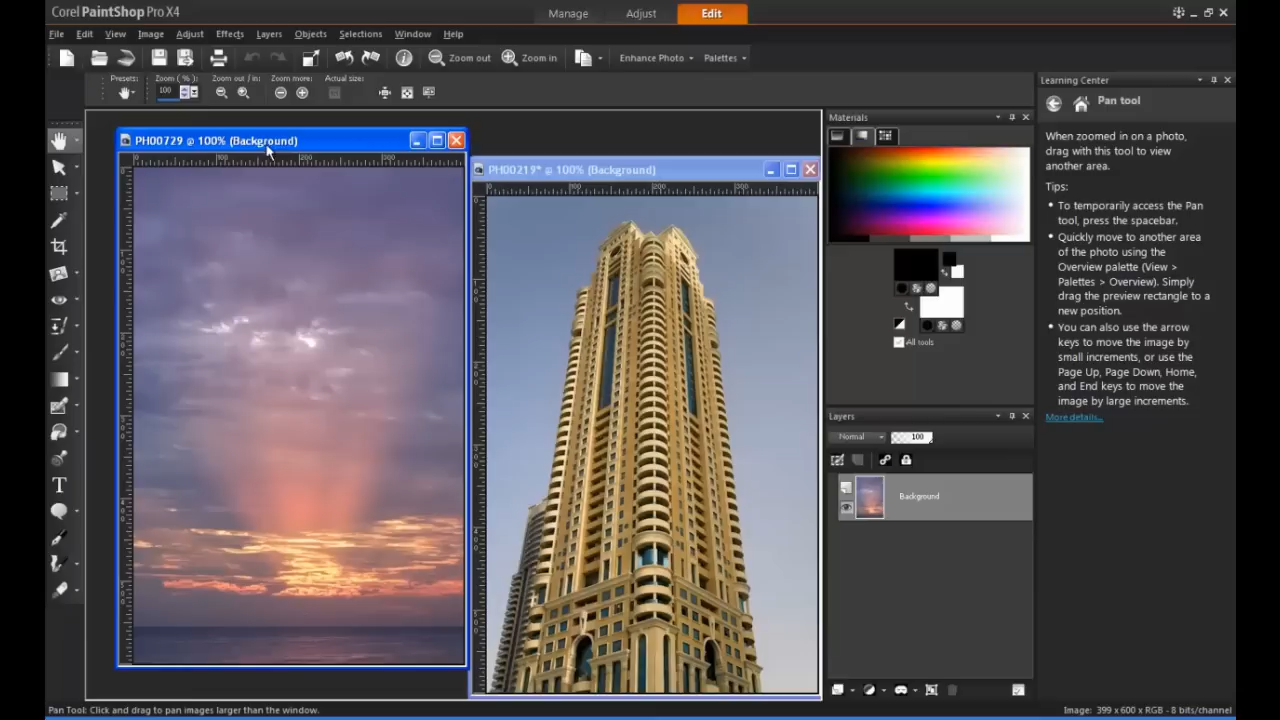 Corel PaintShop Pro X4
Manage Adjust Edit
File Edit View Image Adjust Effects Layers Objects Selections Window Help
Zoom out Zoom in Enhance Photo Palettes
Presets: Zoom (%): Zoom out / in: Zoom more: Actual size:
100
Learning Center
Pan tool
When zoomed in on a photo,
drag with this tool to view
another area.
Tips:
• To temporarily access the Pan
tool, press the spacebar.
• Quickly move to another area
of the photo using the
Overview palette (View >
Palettes > Overview). Simply
drag the preview rectangle to a
new position.
• You can also use the arrow
keys to move the image by
small increments, or use the
Page Up, Page Down, Home,
and End keys to move the
image by large increments.
More details...
PH00729 @ 100% (Background)
PH00219* @ 100% (Background)
Materials
All tools
Layers
Normal 100
Background
Pan Tool: Click and drag to pan images larger than the window.
Image: 399 x 600 x RGB - 8 bits/channel